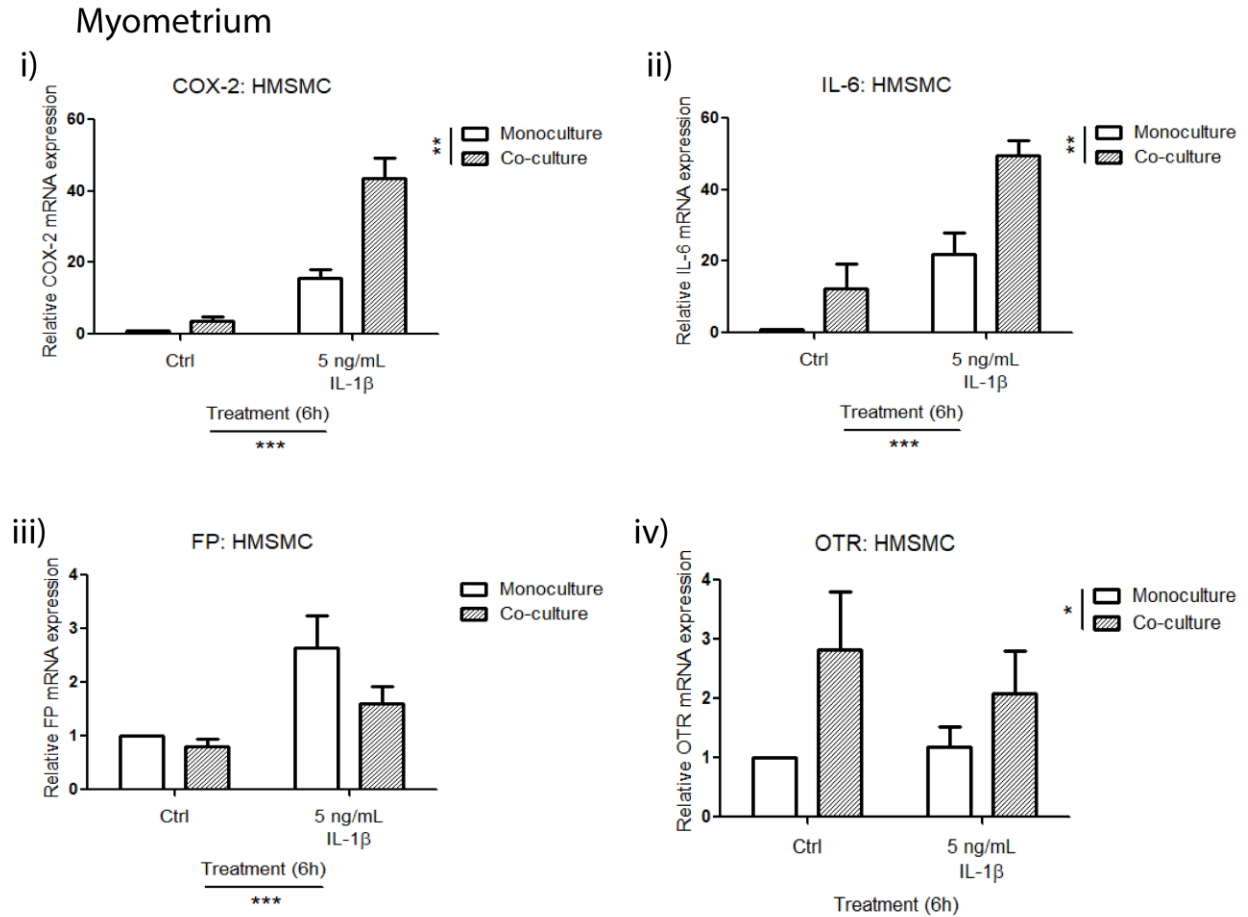 Myometrium
i)
COX-2: HMSMC
Relative COX-2 mRNA expression
60
40
20
0
Ctrl
5 ng/mL
IL-1β
Treatment (6h)
***
**
Monoculture
Co-culture
ii)
IL-6: HMSMC
Relative IL-6 mRNA expression
60
40
20
0
Ctrl
5 ng/mL
IL-1β
Treatment (6h)
***
**
Monoculture
Co-culture
iii)
FP: HMSMC
Relative FP mRNA expression
4
3
2
1
0
Ctrl
5 ng/mL
IL-1β
Treatment (6h)
***
Monoculture
Co-culture
iv)
OTR: HMSMC
Relative OTR mRNA expression
4
3
2
1
0
Ctrl
5 ng/mL
IL-1β
Treatment (6h)
*
Monoculture
Co-culture